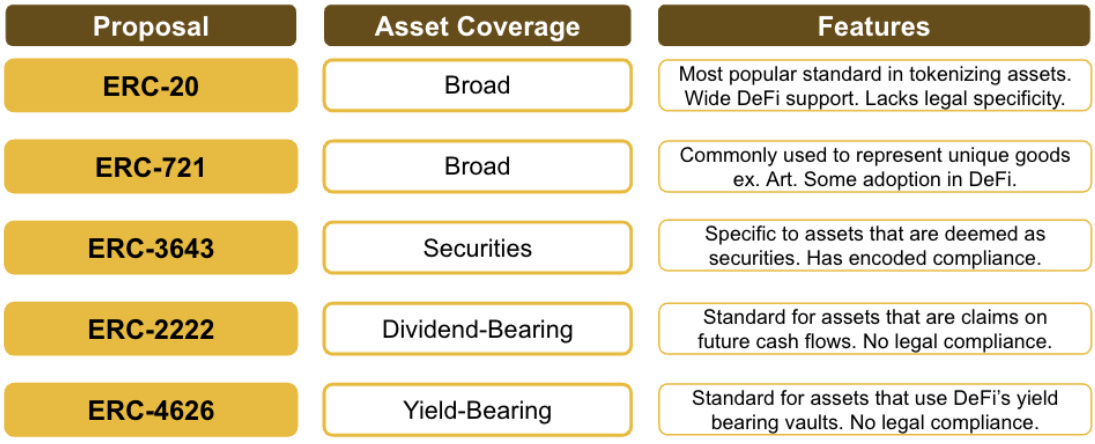 Proposal
Asset Coverage
Features
ERC-20
Broad
Most popular standard in tokenizing assets.
Wide DeFi support. Lacks legal specificity.
ERC-721
Broad
Commonly used to represent unique goods
ex. Art. Some adoption in DeFi.
ERC-3643
Securities
Specific to assets that are deemed as
securities. Has encoded compliance.
ERC-2222
Dividend-Bearing
Standard for assets that are claims on
future cash flows. No legal compliance.
ERC-4626
Yield-Bearing
Standard for assets that use DeFi’s yield
bearing vaults. No legal compliance.